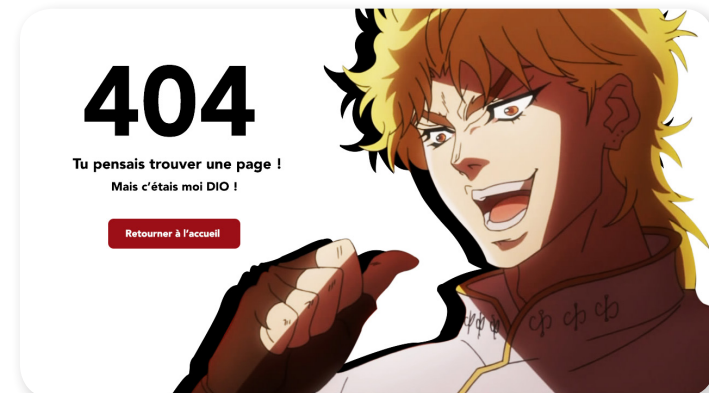 404
Tu pensais trouver une page !
Mais c’étais moi DIO !
Retourner à l’accueil